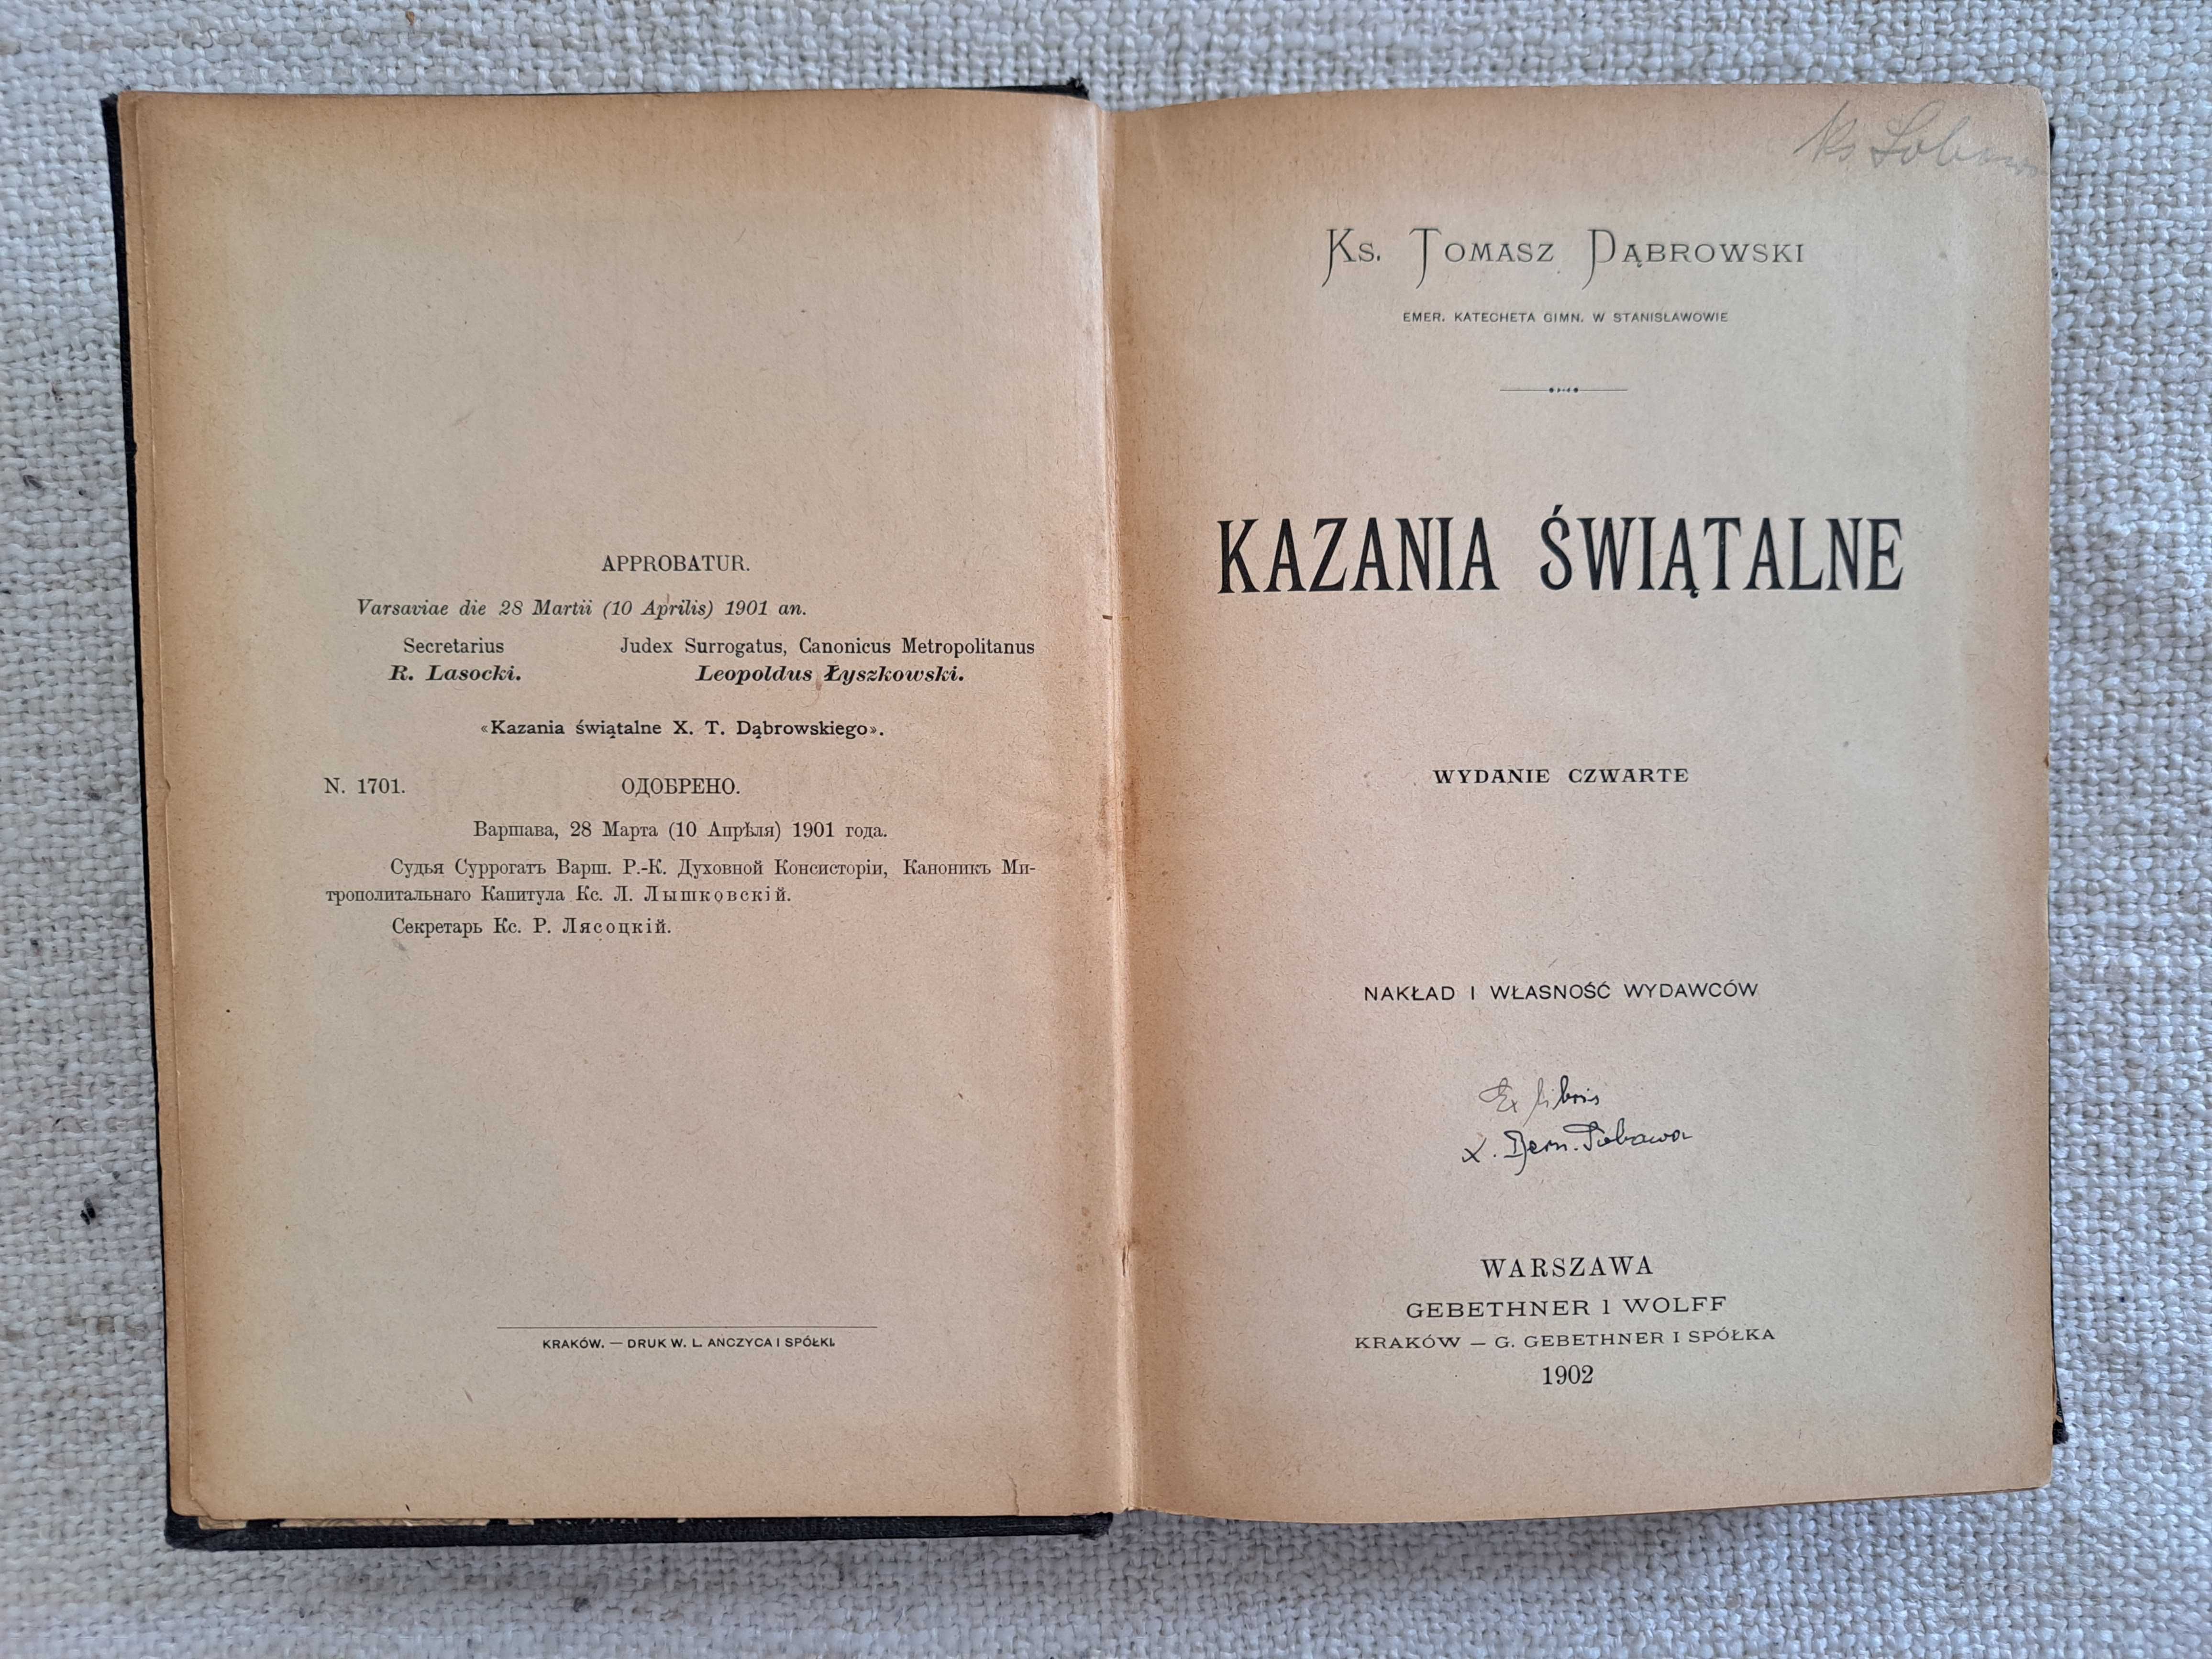 APPROBATUR.
Varsaviae die 28 Martii (10 Aprilis) 1901 an.
Secretarius Judex Surrogatus, Canonicus Metropolitanus
R. Lasocki. Leopoldus Łyszkowski.
«Kazania świątalne X. T. Dąbrowskiego».
N. 1701. ОДОБРЕНО.
Варшава, 28 Марта (10 Апрѣля) 1901 года.
Судья Суррогатъ Варш. Р.-К. Духовной Консисторіи, Каноникъ Ми-
трополитальнаго Капитула Кс. Л. Лышковскій.
Секретарь Кс. Р. Лясоцкій.
KRAKÓW. — DRUK W. L. ANCZYCA I SPÓŁKI.
Ks
Ks. Tomasz Dąbrowski
EMER. KATECHETA GIMN. W STANISŁAWOWIE
KAZANIA ŚWIĄTALNE
WYDANIE CZWARTE
NAKŁAD I WŁASNOŚĆ WYDAWCÓW
Ex libris
X. Bern.
WARSZAWA
GEBETHNER I WOLFF
KRAKÓW — G. GEBETHNER I SPÓŁKA
1902